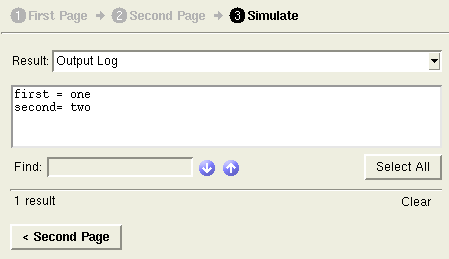 1 First Page ➔ 2 Second Page ➔ 3 Simulate
Result: Output Log
first = one
second= two
Find: Select All
1 result Clear
< Second Page